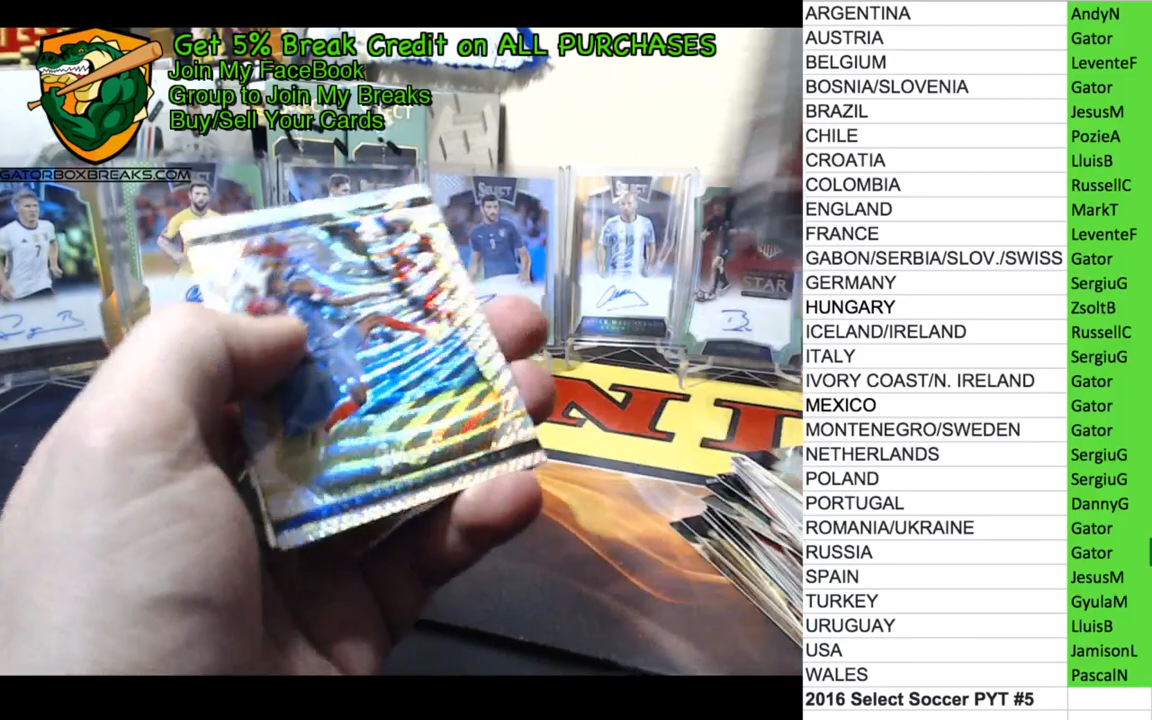 Get 5% Break Credit on ALL PURCHASES
Join My FaceBook
Group to Join My Breaks
Buy/Sell Your Cards
GATORBOXBREAKS.COM
SELECT
SELECT
STAR
NI
ARGENTINA AndyN
AUSTRIA Gator
BELGIUM LeventeF
BOSNIA/SLOVENIA Gator
BRAZIL JesusM
CHILE PozieA
CROATIA LluisB
COLOMBIA RussellC
ENGLAND MarkT
FRANCE LeventeF
GABON/SERBIA/SLOV./SWISS Gator
GERMANY SergiuG
HUNGARY ZsoltB
ICELAND/IRELAND RussellC
ITALY SergiuG
IVORY COAST/N. IRELAND Gator
MEXICO Gator
MONTENEGRO/SWEDEN Gator
NETHERLANDS SergiuG
POLAND SergiuG
PORTUGAL DannyG
ROMANIA/UKRAINE Gator
RUSSIA Gator
SPAIN JesusM
TURKEY GyulaM
URUGUAY LluisB
USA JamisonL
WALES PascalN
2016 Select Soccer PYT #5